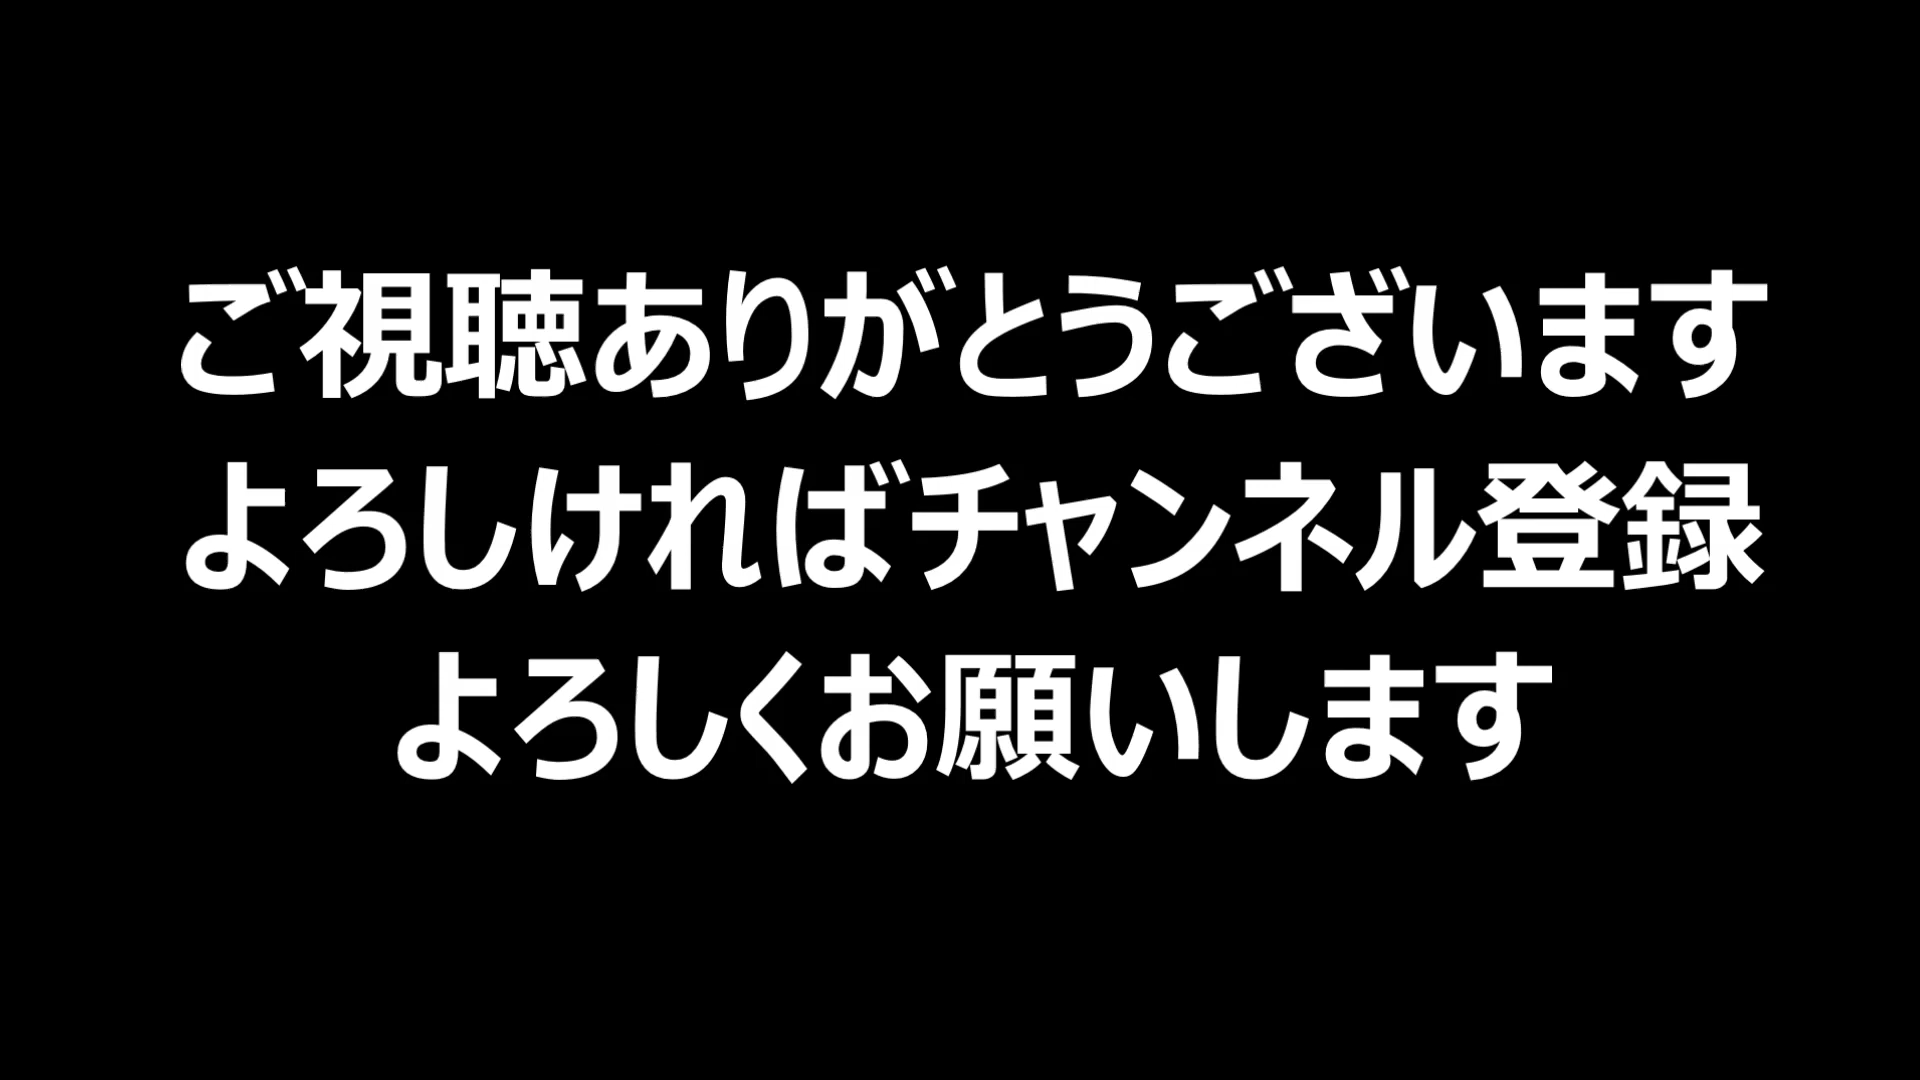 ご視聴ありがとうございます
よろしければチャンネル登録
よろしくお願いします